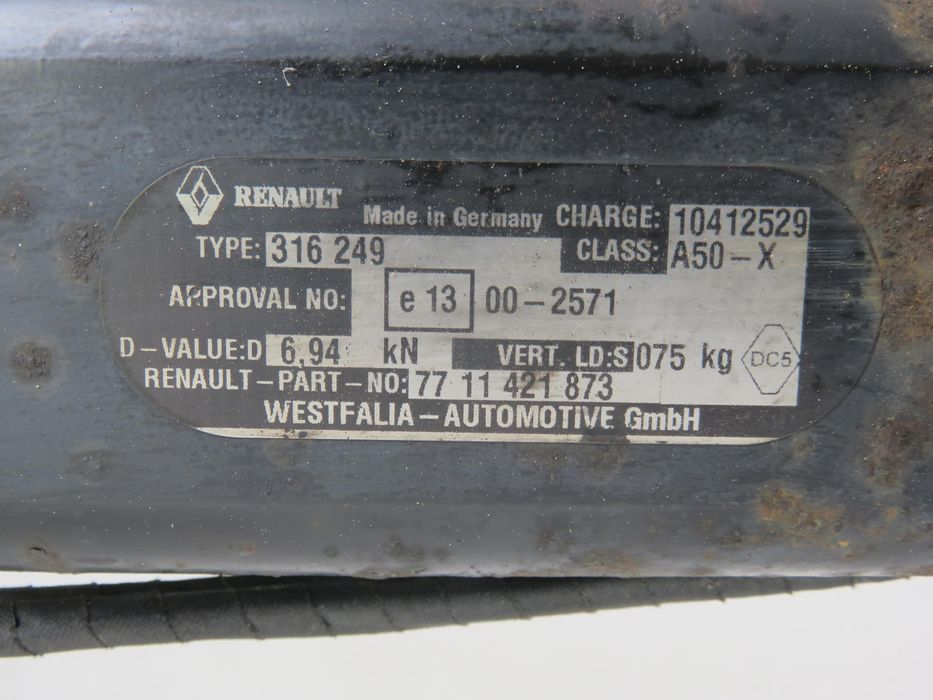 RENAULT Made in Germany CHARGE: 10412529
TYPE: 316 249 CLASS: A50-X
APPROVAL NO: e 13 00-2571
D-VALUE:D 6,94 kN VERT. LD:S 075 kg DC5
RENAULT-PART-NO: 77 11 421 873
WESTFALIA-AUTOMOTIVE GmbH